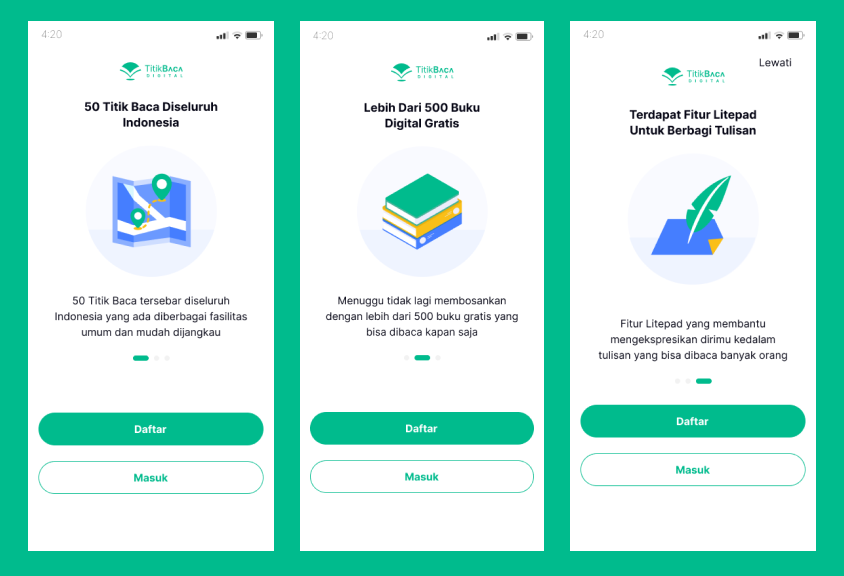 4:20
TitikBACA
DIGITAL
50 Titik Baca Diseluruh
Indonesia
50 Titik Baca tersebar diseluruh
Indonesia yang ada diberbagai fasilitas
umum dan mudah dijangkau
Daftar
Masuk
4:20
TitikBACA
DIGITAL
Lebih Dari 500 Buku
Digital Gratis
Menuggu tidak lagi membosankan
dengan lebih dari 500 buku gratis yang
bisa dibaca kapan saja
Daftar
Masuk
4:20
Lewati
TitikBACA
DIGITAL
Terdapat Fitur Litepad
Untuk Berbagi Tulisan
Fitur Litepad yang membantu
mengekspresikan dirimu kedalam
tulisan yang bisa dibaca banyak orang
Daftar
Masuk